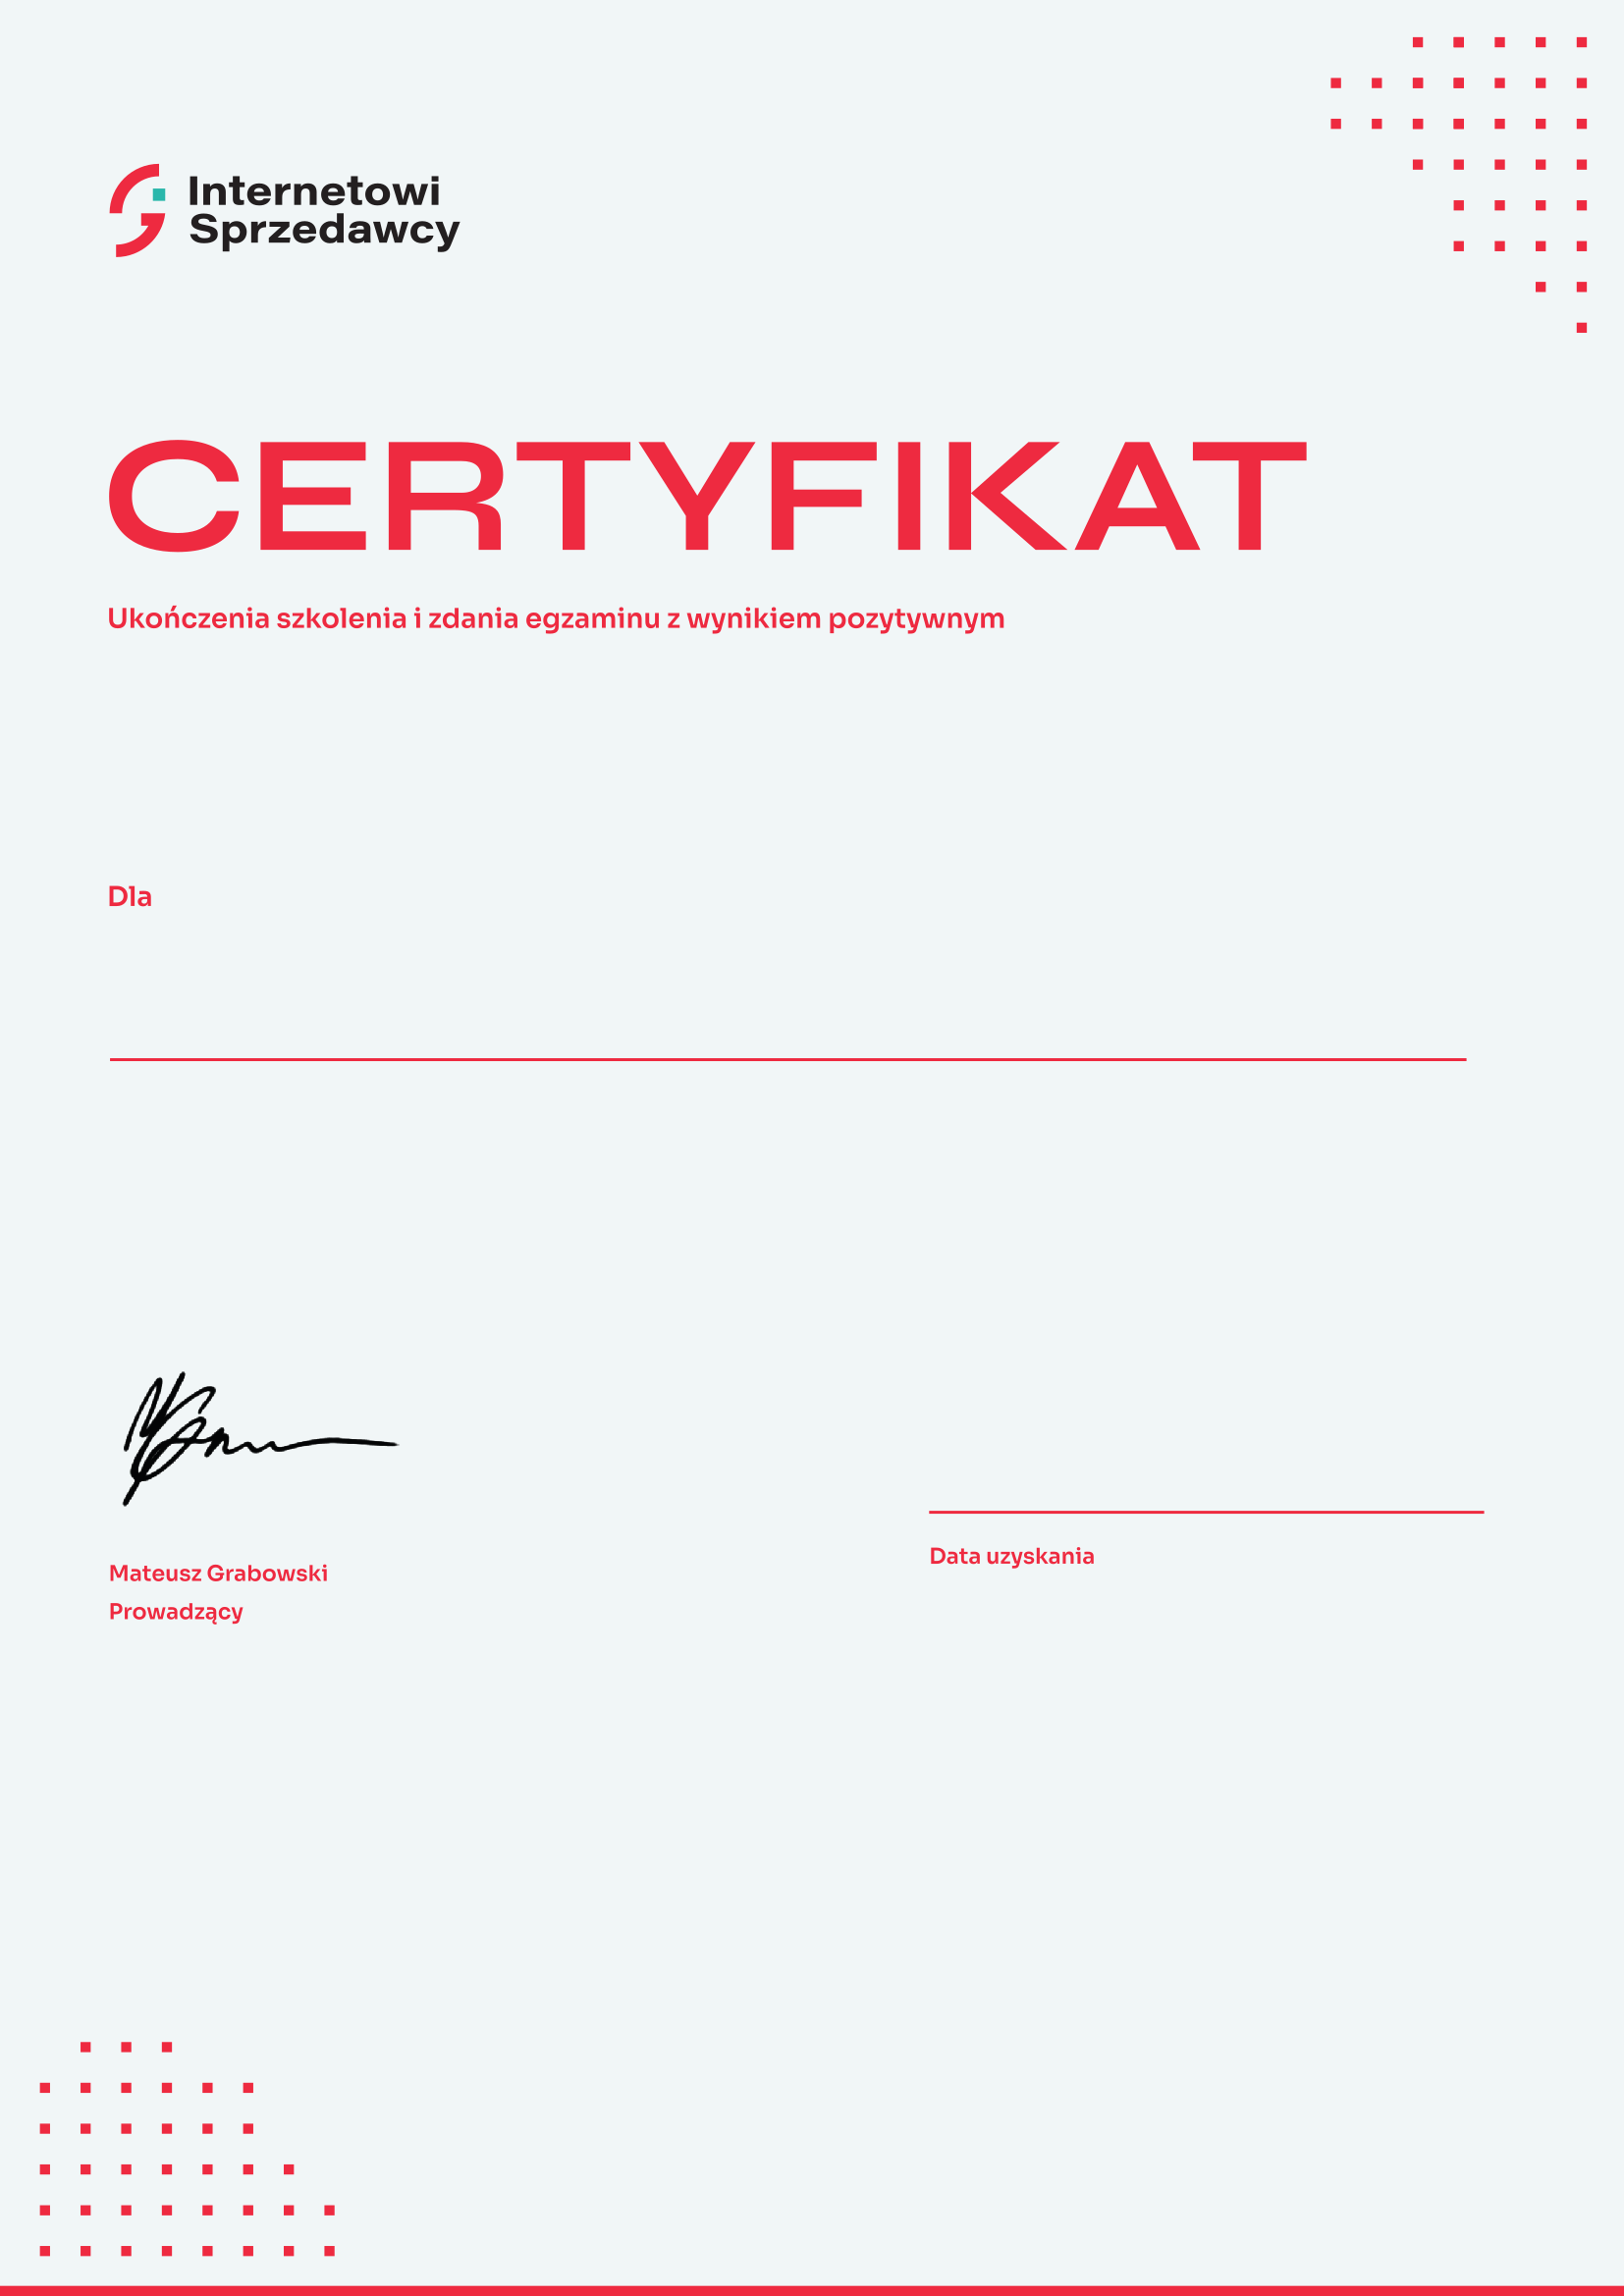 Internetowi
Sprzedawcy
CERTYFIKAT
Ukończenia szkolenia i zdania egzaminu z wynikiem pozytywnym
Dla
Data uzyskania
Mateusz Grabowski
Prowadzący